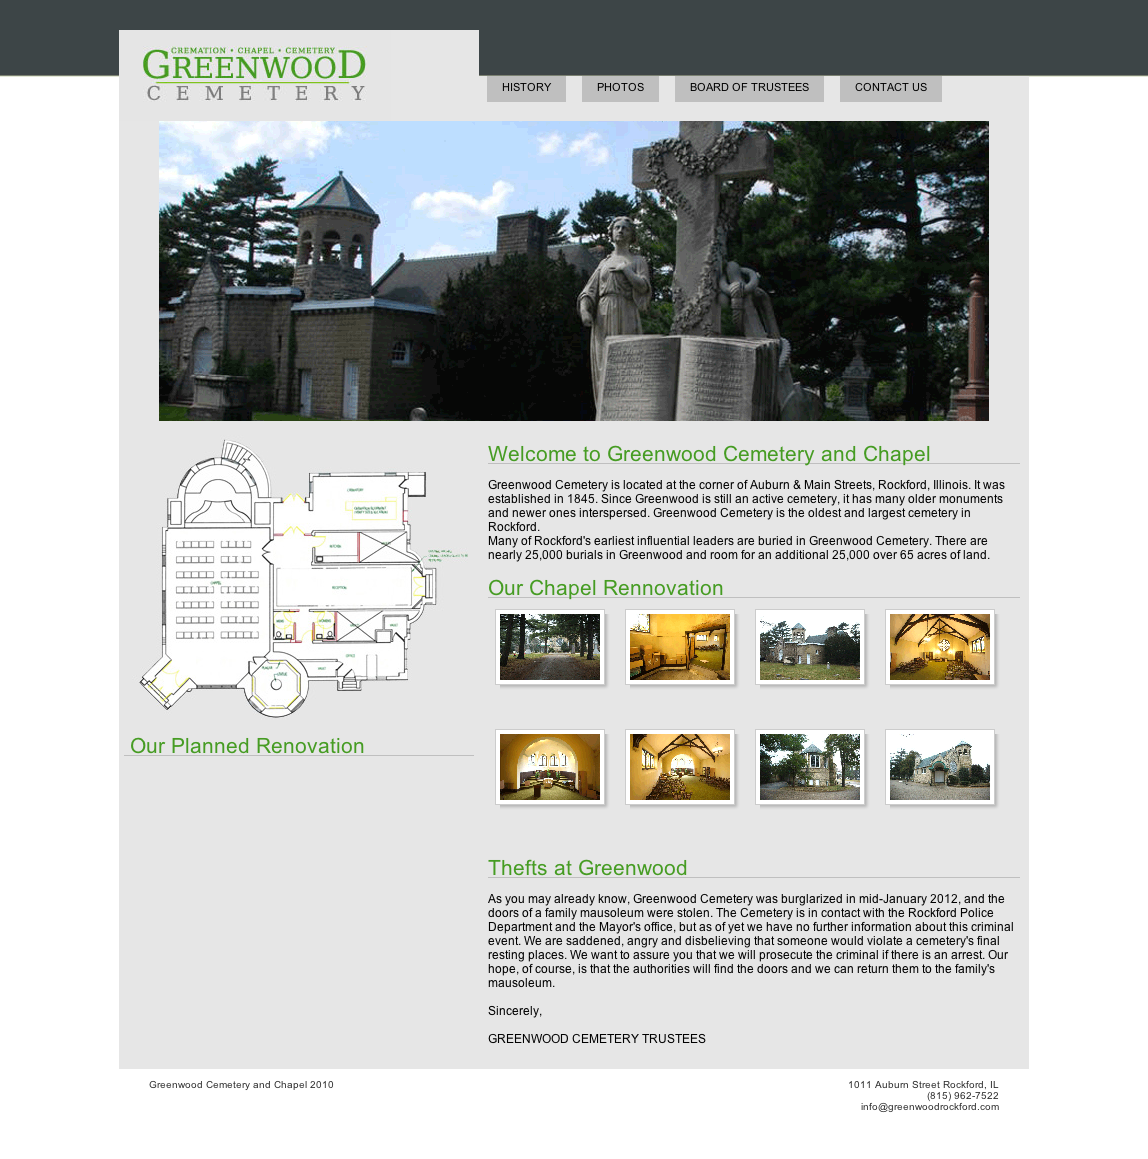 CREMATION • CHAPEL • CEMETERY
GREENWOOD
CEMETERY
HISTORY
PHOTOS
BOARD OF TRUSTEES
CONTACT US
Welcome to Greenwood Cemetery and Chapel
Greenwood Cemetery is located at the corner of Auburn & Main Streets, Rockford, Illinois. It was
established in 1845. Since Greenwood is still an active cemetery, it has many older monuments
and newer ones interspersed. Greenwood Cemetery is the oldest and largest cemetery in
Rockford.
Many of Rockford's earliest influential leaders are buried in Greenwood Cemetery. There are
nearly 25,000 burials in Greenwood and room for an additional 25,000 over 65 acres of land.
CHAPEL
KITCHEN
RECEPTION
OFFICE
Our Planned Renovation
Our Chapel Rennovation
Thefts at Greenwood
As you may already know, Greenwood Cemetery was burglarized in mid-January 2012, and the
doors of a family mausoleum were stolen. The Cemetery is in contact with the Rockford Police
Department and the Mayor's office, but as of yet we have no further information about this criminal
event. We are saddened, angry and disbelieving that someone would violate a cemetery's final
resting places. We want to assure you that we will prosecute the criminal if there is an arrest. Our
hope, of course, is that the authorities will find the doors and we can return them to the family's
mausoleum.
Sincerely,
GREENWOOD CEMETERY TRUSTEES
Greenwood Cemetery and Chapel 2010
1011 Auburn Street Rockford, IL
(815) 962-7522
info@greenwoodrockford.com